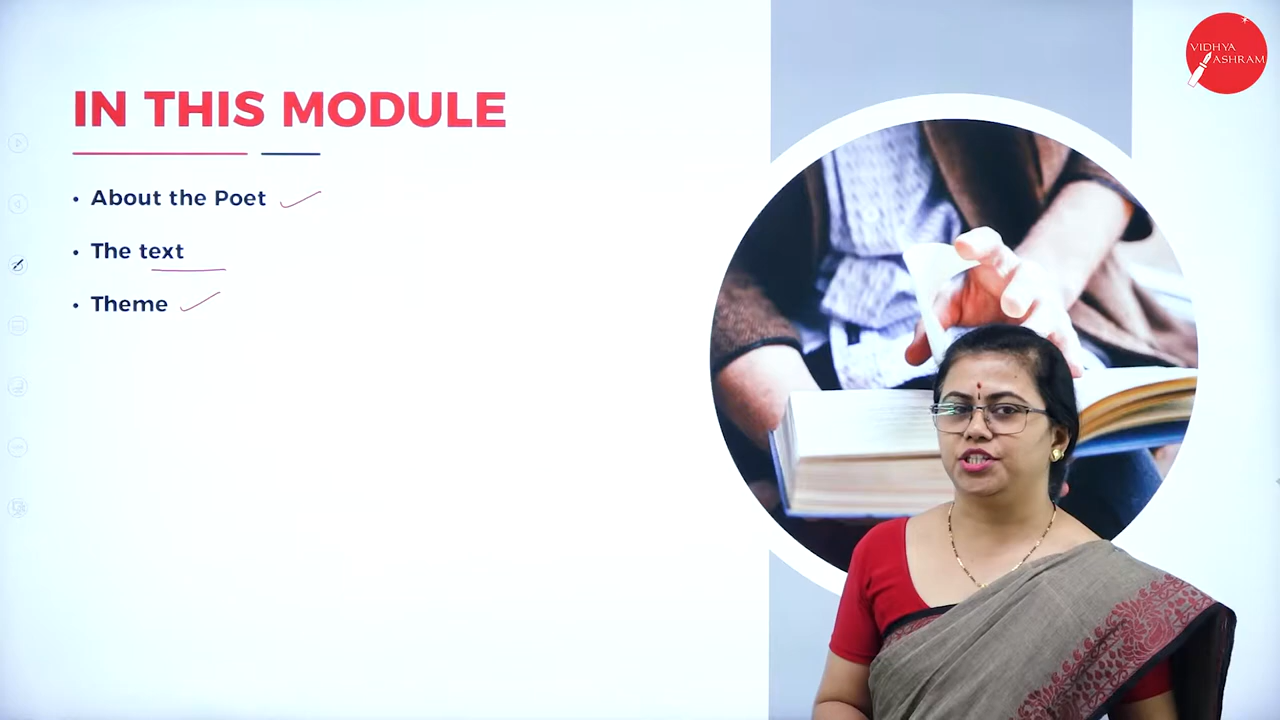 IN THIS MODULE
• About the Poet
• The text
• Theme
VIDHYA
ASHRAM